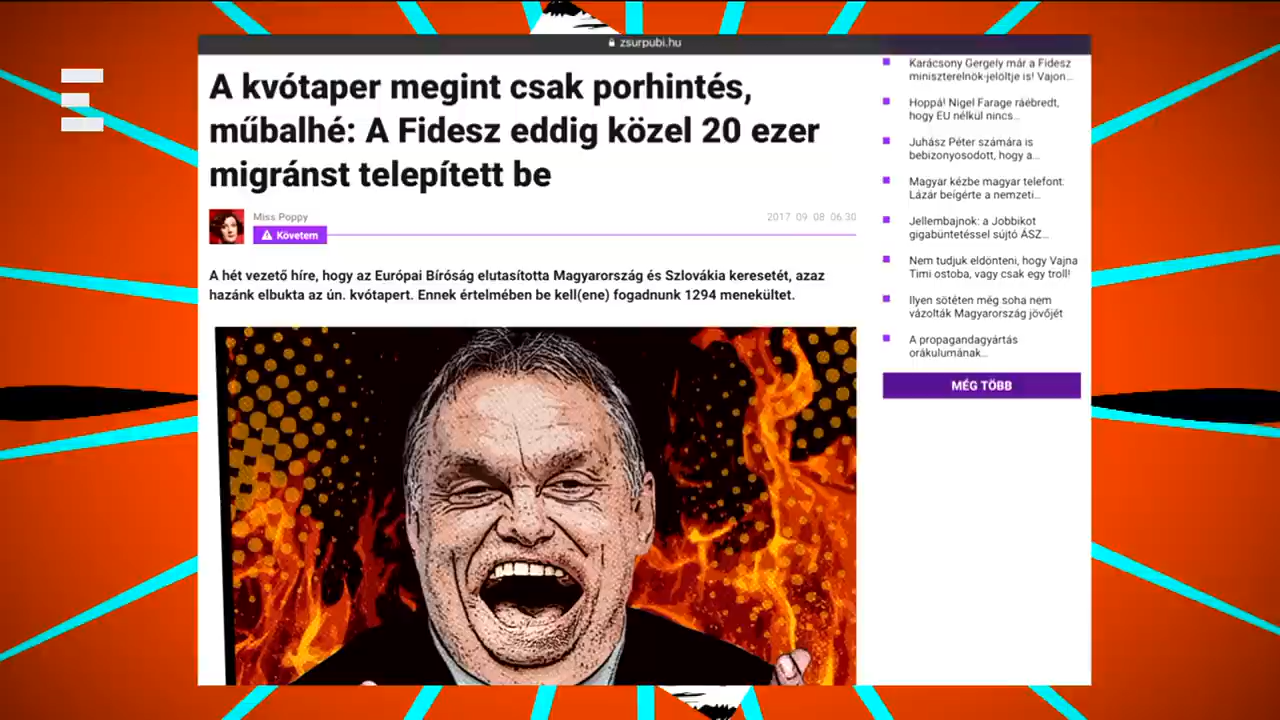 zsurpubi.hu
A kvótaper megint csak porhintés,
műbalhé: A Fidesz eddig közel 20 ezer
migránst telepített be
Miss Poppy
2017 09 08 06.30
Követem
A hét vezető híre, hogy az Európai Bíróság elutasította Magyarország és Szlovákia keresetét, azaz
hazánk elbukta az ún. kvótapert. Ennek értelmében be kell(ene) fogadnunk 1294 menekültet.
Karácsony Gergely már a Fidesz
miniszterelnök-jelöltje is! Vajon...
Hoppá! Nigel Farage ráébredt,
hogy EU nélkül nincs...
Juhász Péter számára is
bebizonyosodott, hogy a...
Magyar kézbe magyar telefont.
Lázár beígérte a nemzeti...
Jellembajnok: a Jobbikot
gigabüntetéssel sújtó ÁSZ...
Nem tudjuk eldönteni, hogy Vajna
Timi ostoba, vagy csak egy troll!
Ilyen sötéten még soha nem
vázolták Magyarország jövőjét
A propagandagyártás
orákulumának...
MÉG TÖBB